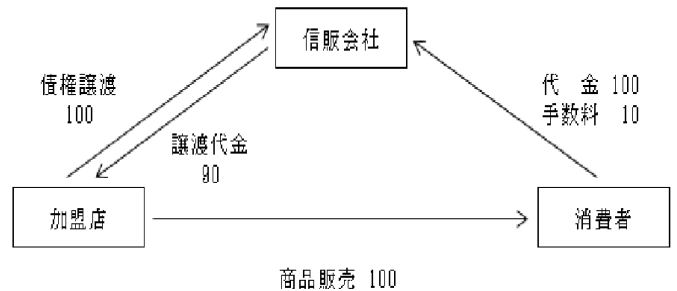 信販会社
債権譲渡
100
代　金 100
手数料　10
譲渡代金
90
加盟店
消費者
商品販売 100